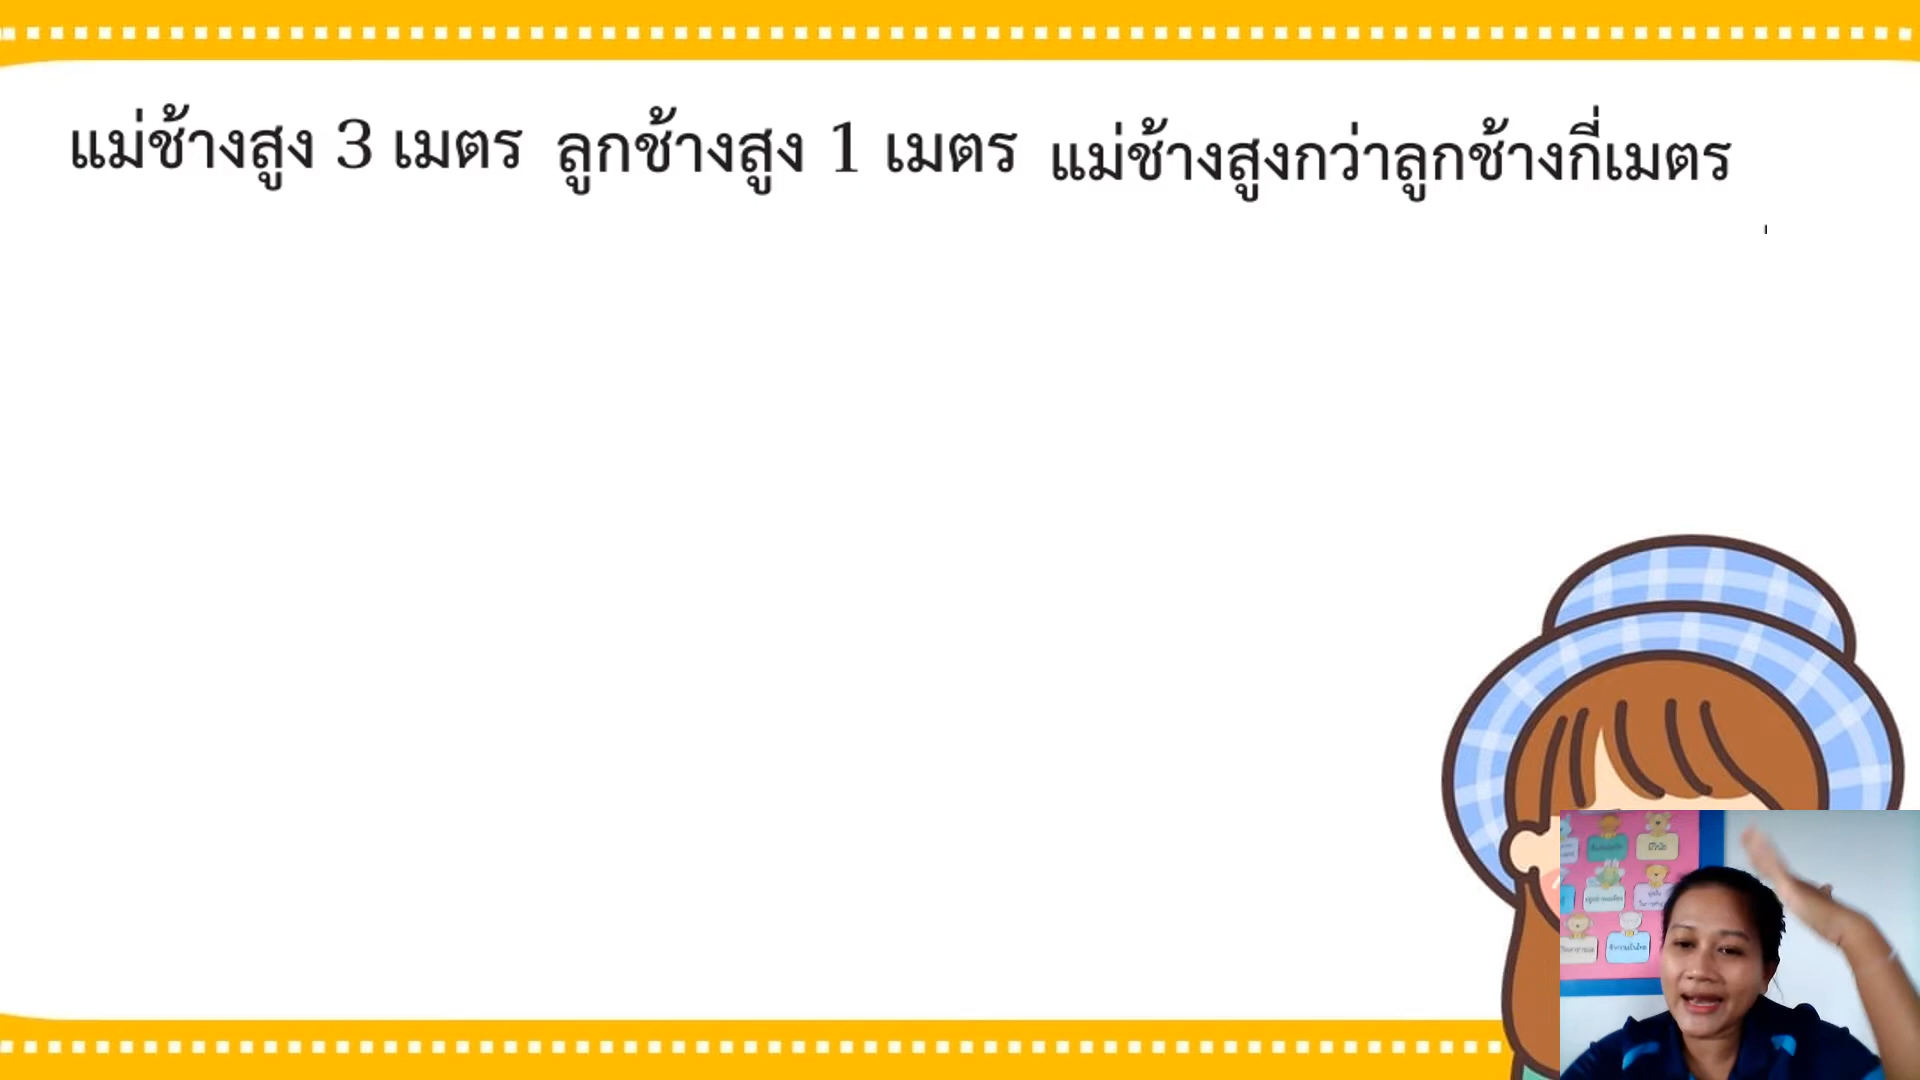 แม่ช้างสูง 3 เมตร ลูกช้างสูง 1 เมตร แม่ช้างสูงกว่าลูกช้างกี่เมตร